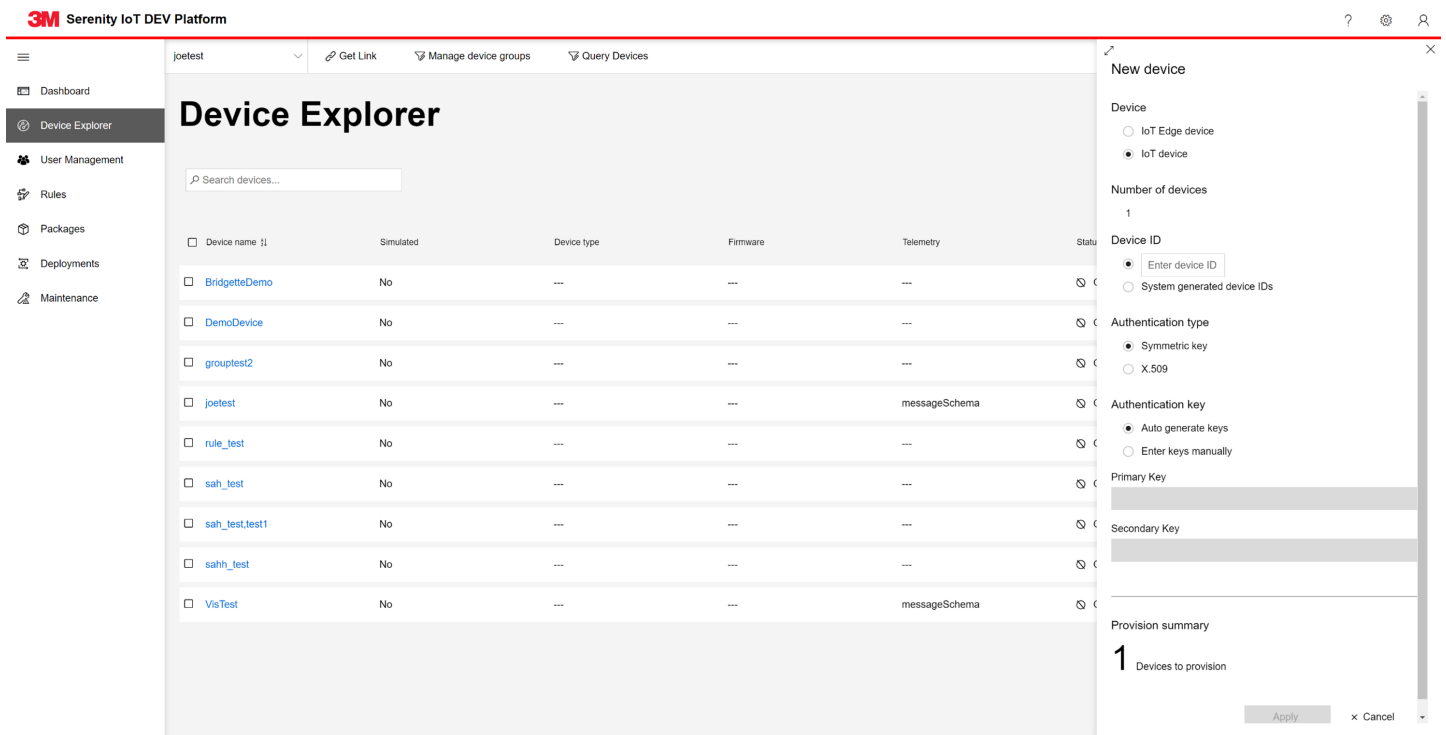 3M Serenity IoT DEV Platform
?
joetest
Get Link
Manage device groups
Query Devices
Dashboard
Device Explorer
User Management
Rules
Packages
Deployments
Maintenance
Device Explorer
Search devices...
Device name Simulated Device type Firmware Telemetry Statu
BridgetteDemo No --- --- ---
DemoDevice No --- --- ---
grouptest2 No --- --- ---
joetest No --- --- messageSchema
rule_test No --- --- ---
sah_test No --- --- ---
sah_test,test1 No --- --- ---
sahh_test No --- --- ---
VisTest No --- --- messageSchema
New device
Device
IoT Edge device
IoT device
Number of devices
1
Device ID
Enter device ID
System generated device IDs
Authentication type
Symmetric key
X.509
Authentication key
Auto generate keys
Enter keys manually
Primary Key
Secondary Key
Provision summary
1 Devices to provision
Apply
Cancel